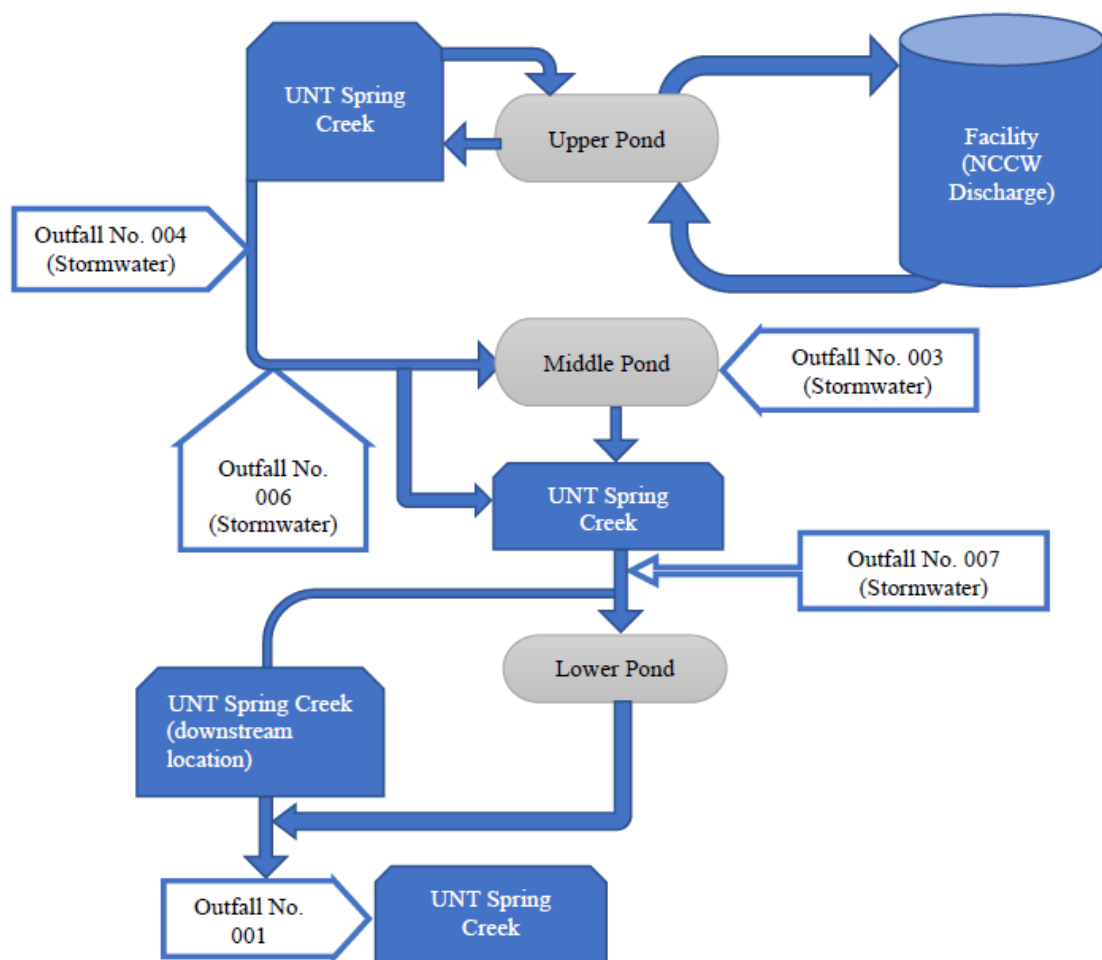 UNT Spring
Creek
Upper Pond
Facility
(NCCW
Discharge)
Outfall No. 004
(Stormwater)
Middle Pond
Outfall No. 003
(Stormwater)
Outfall No.
006
(Stormwater)
UNT Spring
Creek
Outfall No. 007
(Stormwater)
Lower Pond
UNT Spring Creek
(downstream
location)
Outfall No.
001
UNT Spring
Creek